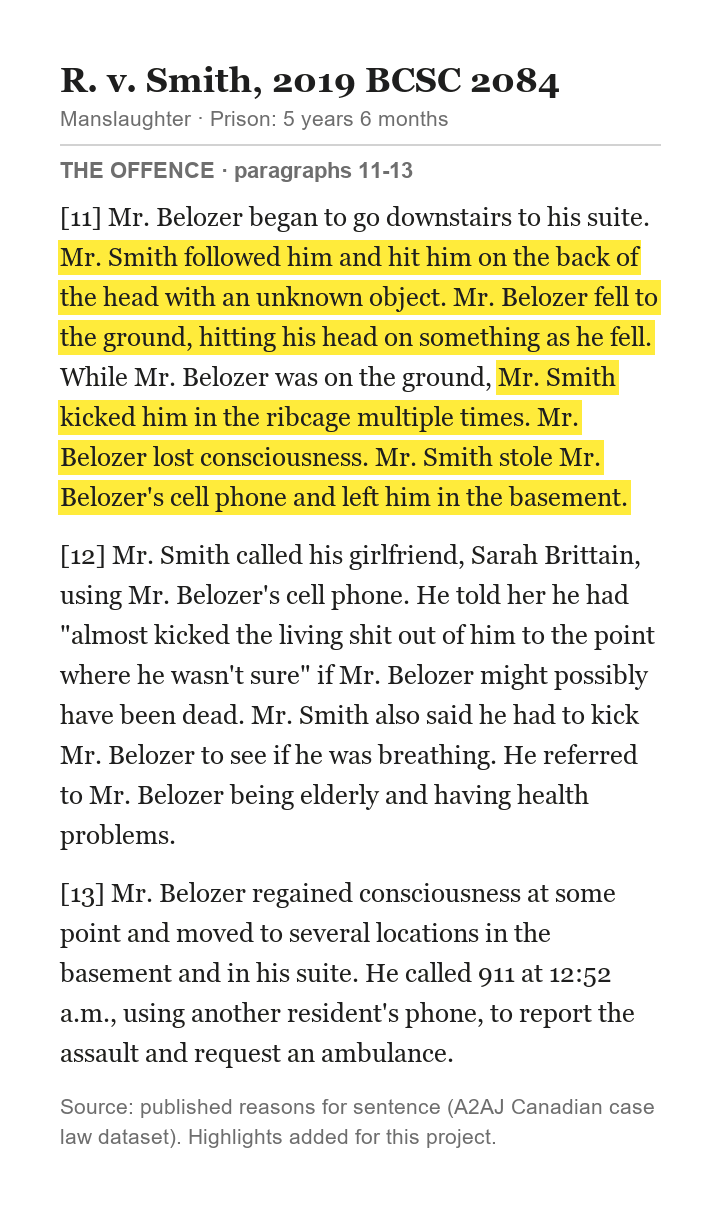 R. v. Smith, 2019 BCSC 2084
Manslaughter · Prison: 5 years 6 months
THE OFFENCE · paragraphs 11-13
[11] Mr. Belozer began to go downstairs to his suite.
Mr. Smith followed him and hit him on the back of
the head with an unknown object. Mr. Belozer fell to
the ground, hitting his head on something as he fell.
While Mr. Belozer was on the ground, Mr. Smith
kicked him in the ribcage multiple times. Mr.
Belozer lost consciousness. Mr. Smith stole Mr.
Belozer's cell phone and left him in the basement.
[12] Mr. Smith called his girlfriend, Sarah Brittain,
using Mr. Belozer's cell phone. He told her he had
"almost kicked the living shit out of him to the point
where he wasn't sure" if Mr. Belozer might possibly
have been dead. Mr. Smith also said he had to kick
Mr. Belozer to see if he was breathing. He referred
to Mr. Belozer being elderly and having health
problems.
[13] Mr. Belozer regained consciousness at some
point and moved to several locations in the
basement and in his suite. He called 911 at 12:52
a.m., using another resident's phone, to report the
assault and request an ambulance.
Source: published reasons for sentence (A2AJ Canadian case
law dataset). Highlights added for this project.